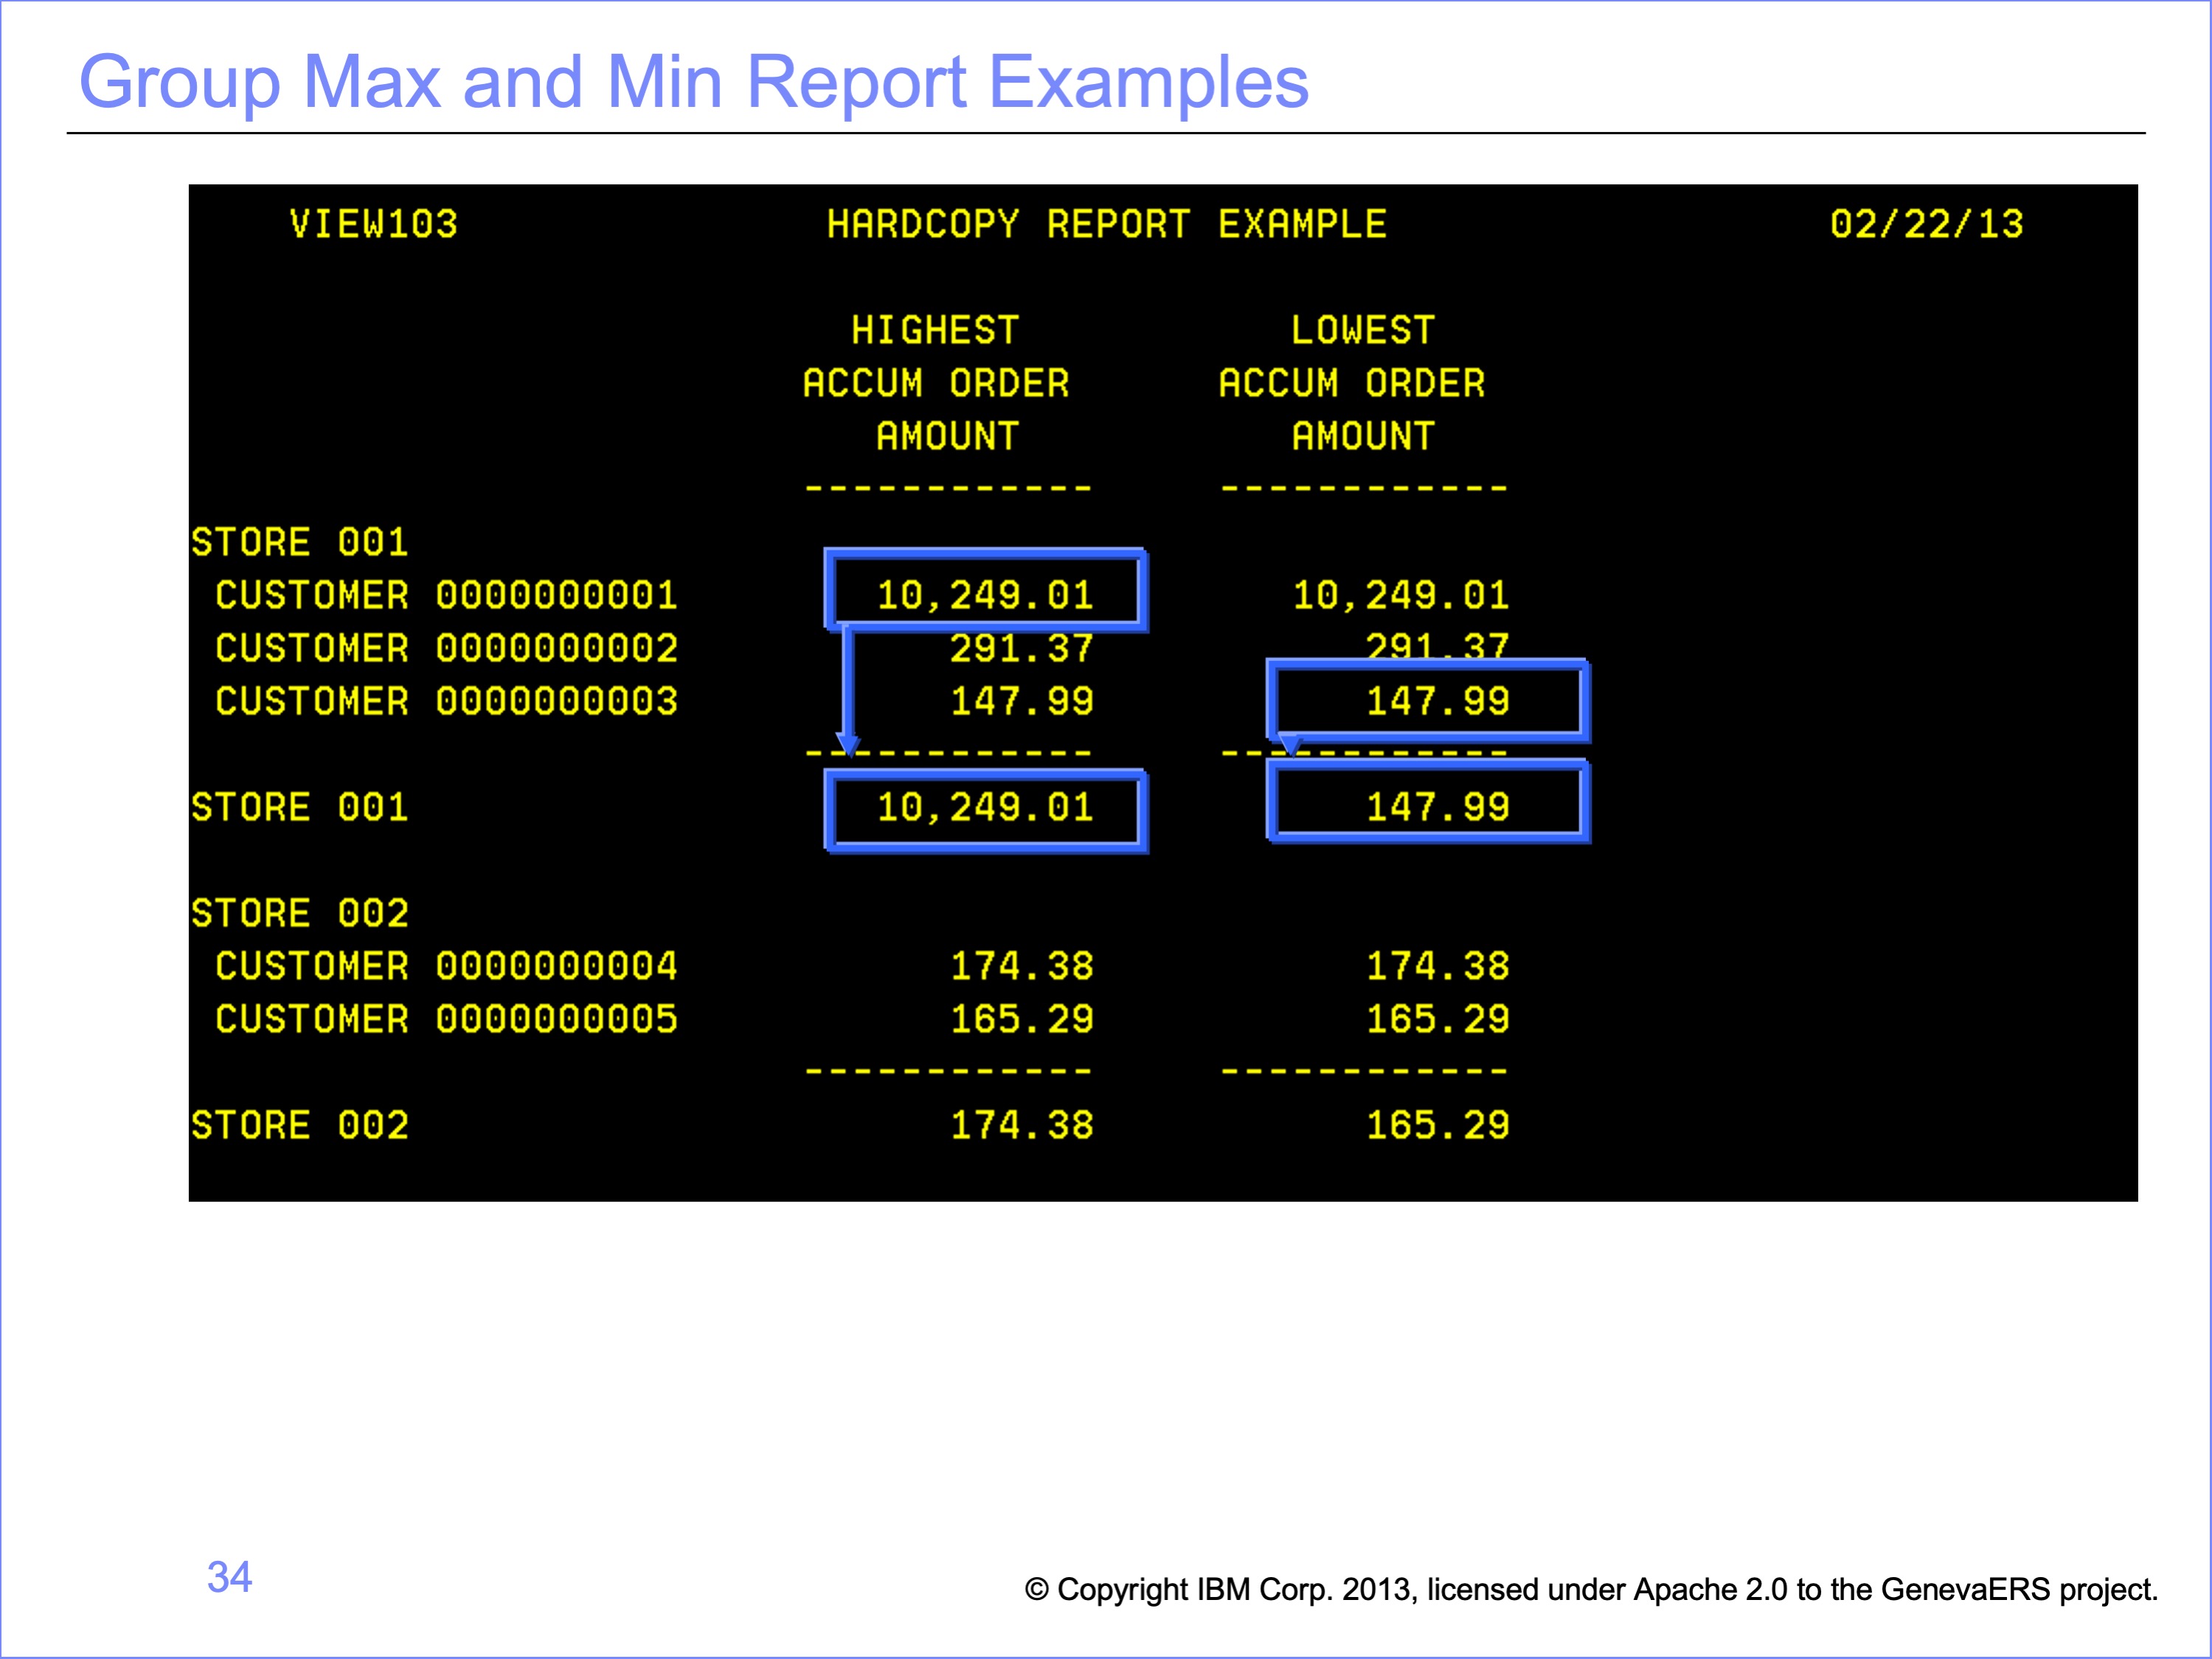 Group Max and Min Report Examples
VIEW103 HARDCOPY REPORT EXAMPLE 02/22/13
HIGHEST LOWEST
ACCUM ORDER ACCUM ORDER
AMOUNT AMOUNT
------------ ------------
STORE 001
CUSTOMER 0000000001 10,249.01 10,249.01
CUSTOMER 0000000002 291.37 291.37
CUSTOMER 0000000003 147.99 147.99
------------ ------------
STORE 001 10,249.01 147.99
STORE 002
CUSTOMER 0000000004 174.38 174.38
CUSTOMER 0000000005 165.29 165.29
------------ ------------
STORE 002 174.38 165.29
34
© Copyright IBM Corp. 2013, licensed under Apache 2.0 to the GenevaERS project.